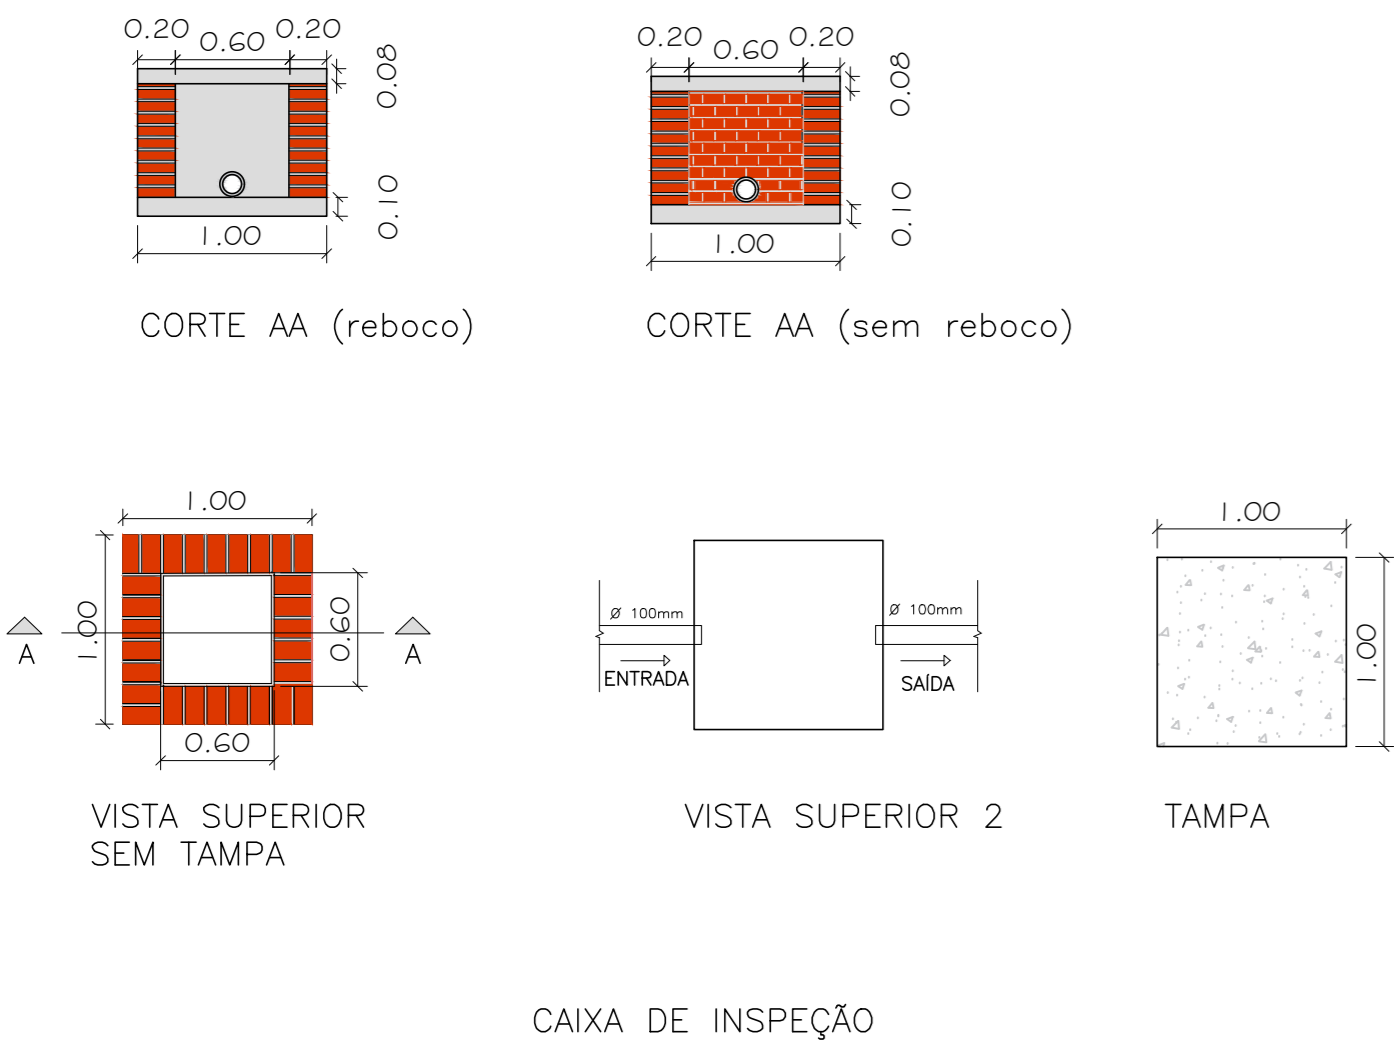 0.20 0.60 0.20
0.08
0.10
1.00
CORTE AA (reboco)
0.20 0.60 0.20
0.08
0.10
1.00
CORTE AA (sem reboco)
1.00
1.00
0.60
A A
0.60
VISTA SUPERIOR
SEM TAMPA
Ø 100mm
ENTRADA
Ø 100mm
SAÍDA
VISTA SUPERIOR 2
1.00
1.00
TAMPA
CAIXA DE INSPEÇÃO